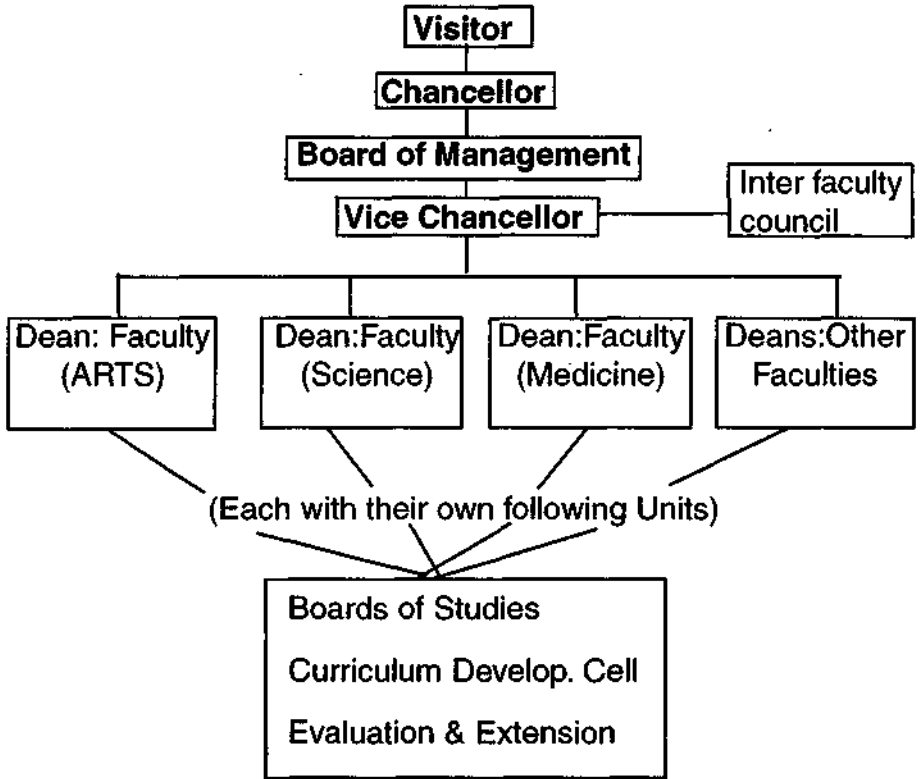 Visitor
Chancellor
Board of Management
Inter faculty
council
Vice Chancellor
Dean: Faculty
(ARTS)
Dean:Faculty
(Science)
Dean:Faculty
(Medicine)
Deans:Other
Faculties
(Each with their own following Units)
Boards of Studies
Curriculum Develop. Cell
Evaluation & Extension